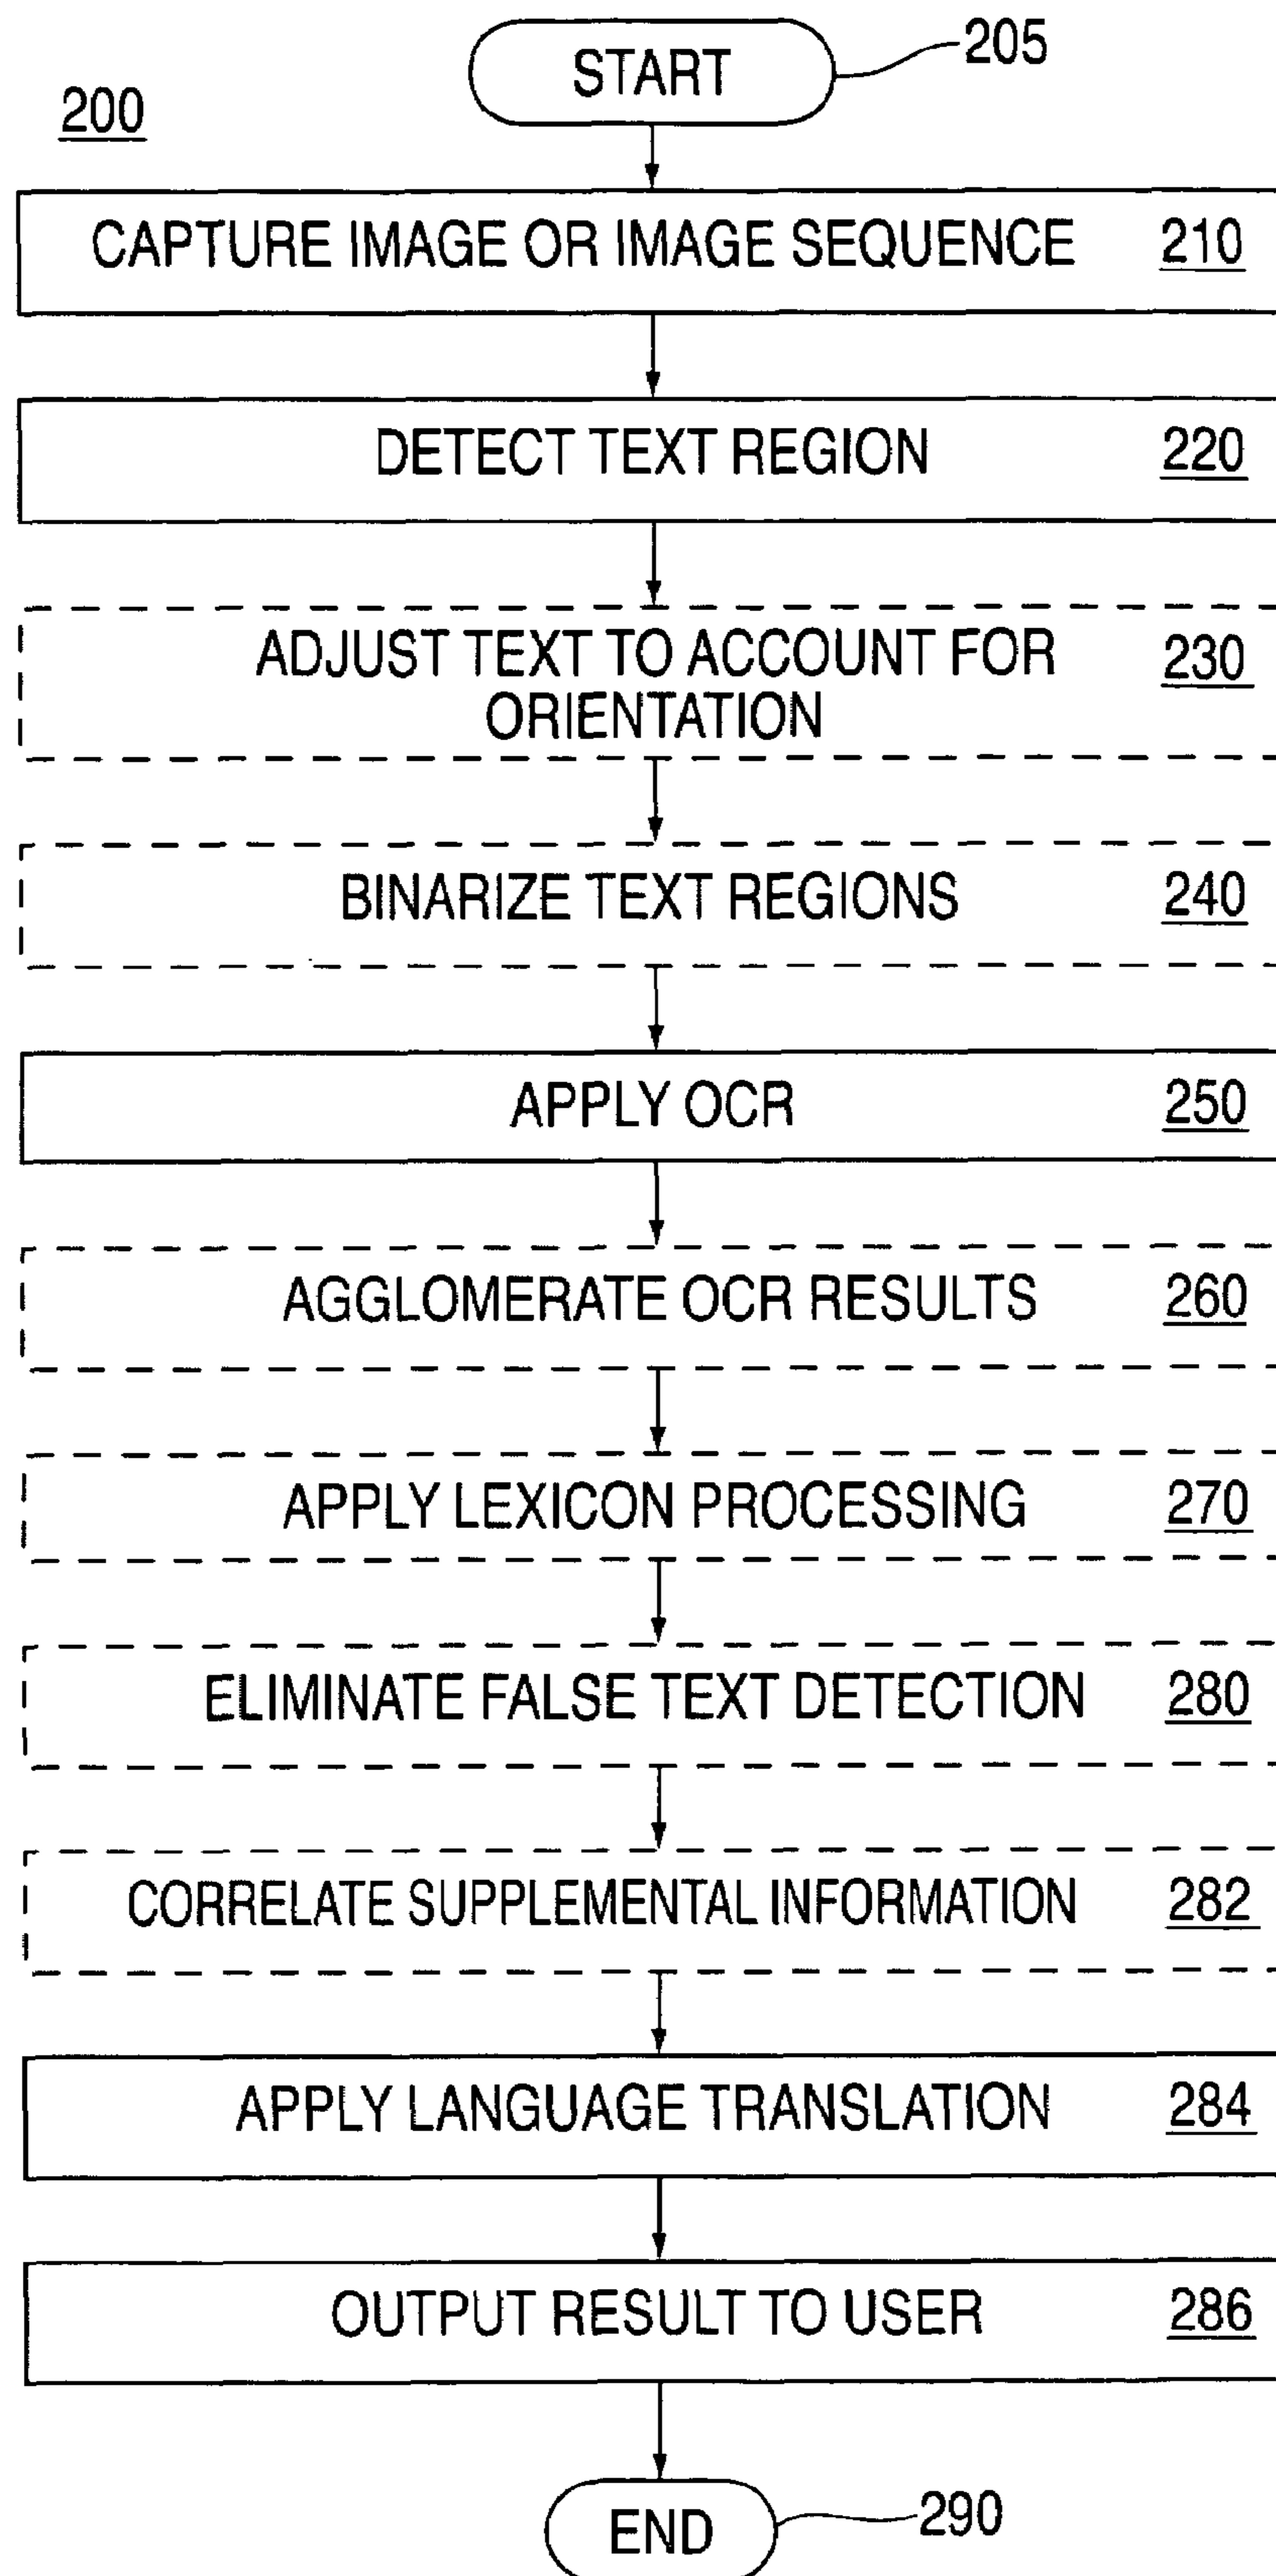 START
205
200
CAPTURE IMAGE OR IMAGE SEQUENCE 210
DETECT TEXT REGION 220
ADJUST TEXT TO ACCOUNT FOR 230
ORIENTATION
BINARIZE TEXT REGIONS 240
APPLY OCR 250
AGGLOMERATE OCR RESULTS 260
APPLY LEXICON PROCESSING 270
ELIMINATE FALSE TEXT DETECTION 280
CORRELATE SUPPLEMENTAL INFORMATION 282
APPLY LANGUAGE TRANSLATION 284
OUTPUT RESULT TO USER 286
END
290